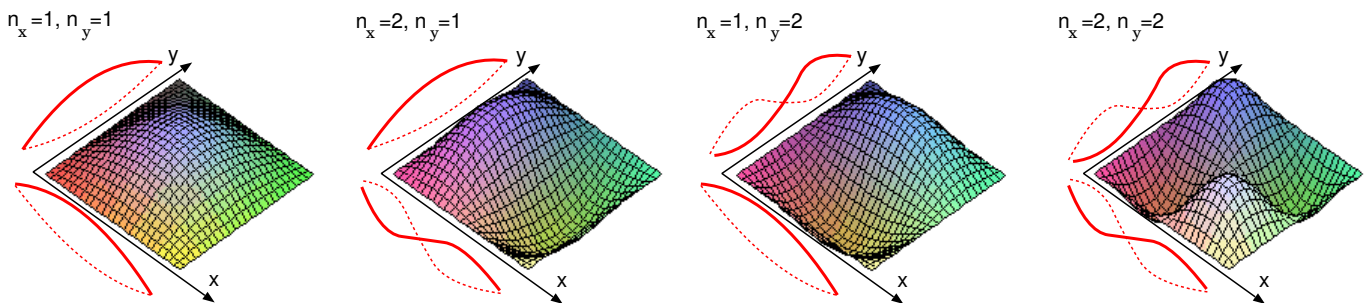 n_x=1, n_y=1
n_x=2, n_y=1
n_x=1, n_y=2
n_x=2, n_y=2
y
y
y
y
x
x
x
x